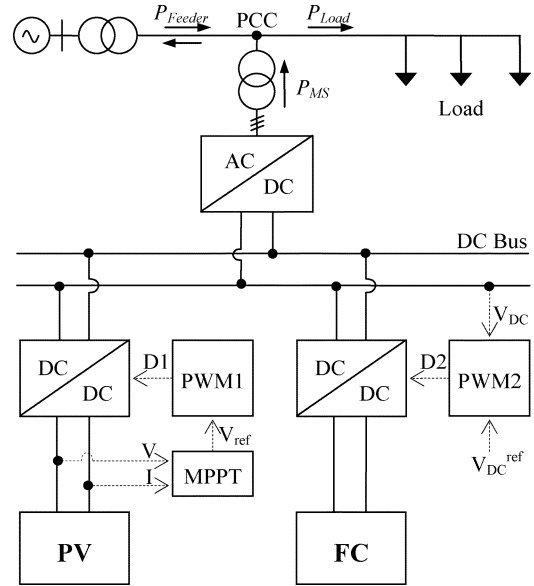 P_Feeder PCC P_Load
P_MS
Load
AC
DC
DC Bus
V_DC
DC
DC
D1
PWM1
DC
DC
D2
PWM2
V_ref
V
I
MPPT
V_DC^ref
PV
FC